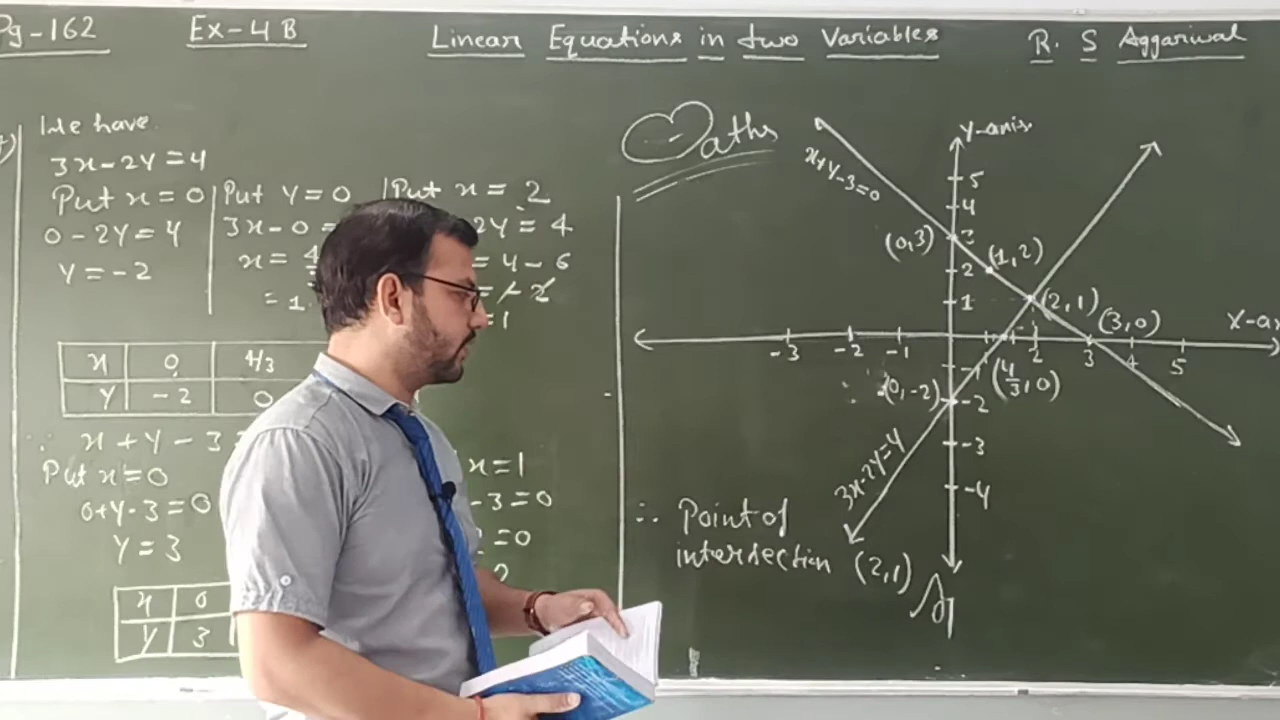 Pg-162 Ex-4B Linear Equations in two Variables R. S Aggarwal
We have
3x-2y=4
Put x=0 Put y=0 Put x= 2
0-2y=4 3x-0= 2y=4
y=-2 x= 4 = 4-6
= 1.
=1
x 0 4/3
y -2 0
∴ x+y-3=
Put x=0 x=1
0+y-3=0 -3=0
y=3 =0
2
x 0
y 3
Maths
y-axis
x+y-3=0
5
4
(0,3) 3
2 (1,2)
1 (2,1)
(3,0) X-a
-3 -2 -1 2 3 4 5
-1 (4/3,0)
(0,-2) -2
-3
3x-2y=4
-4
∴ Point of
intersection (2,1)